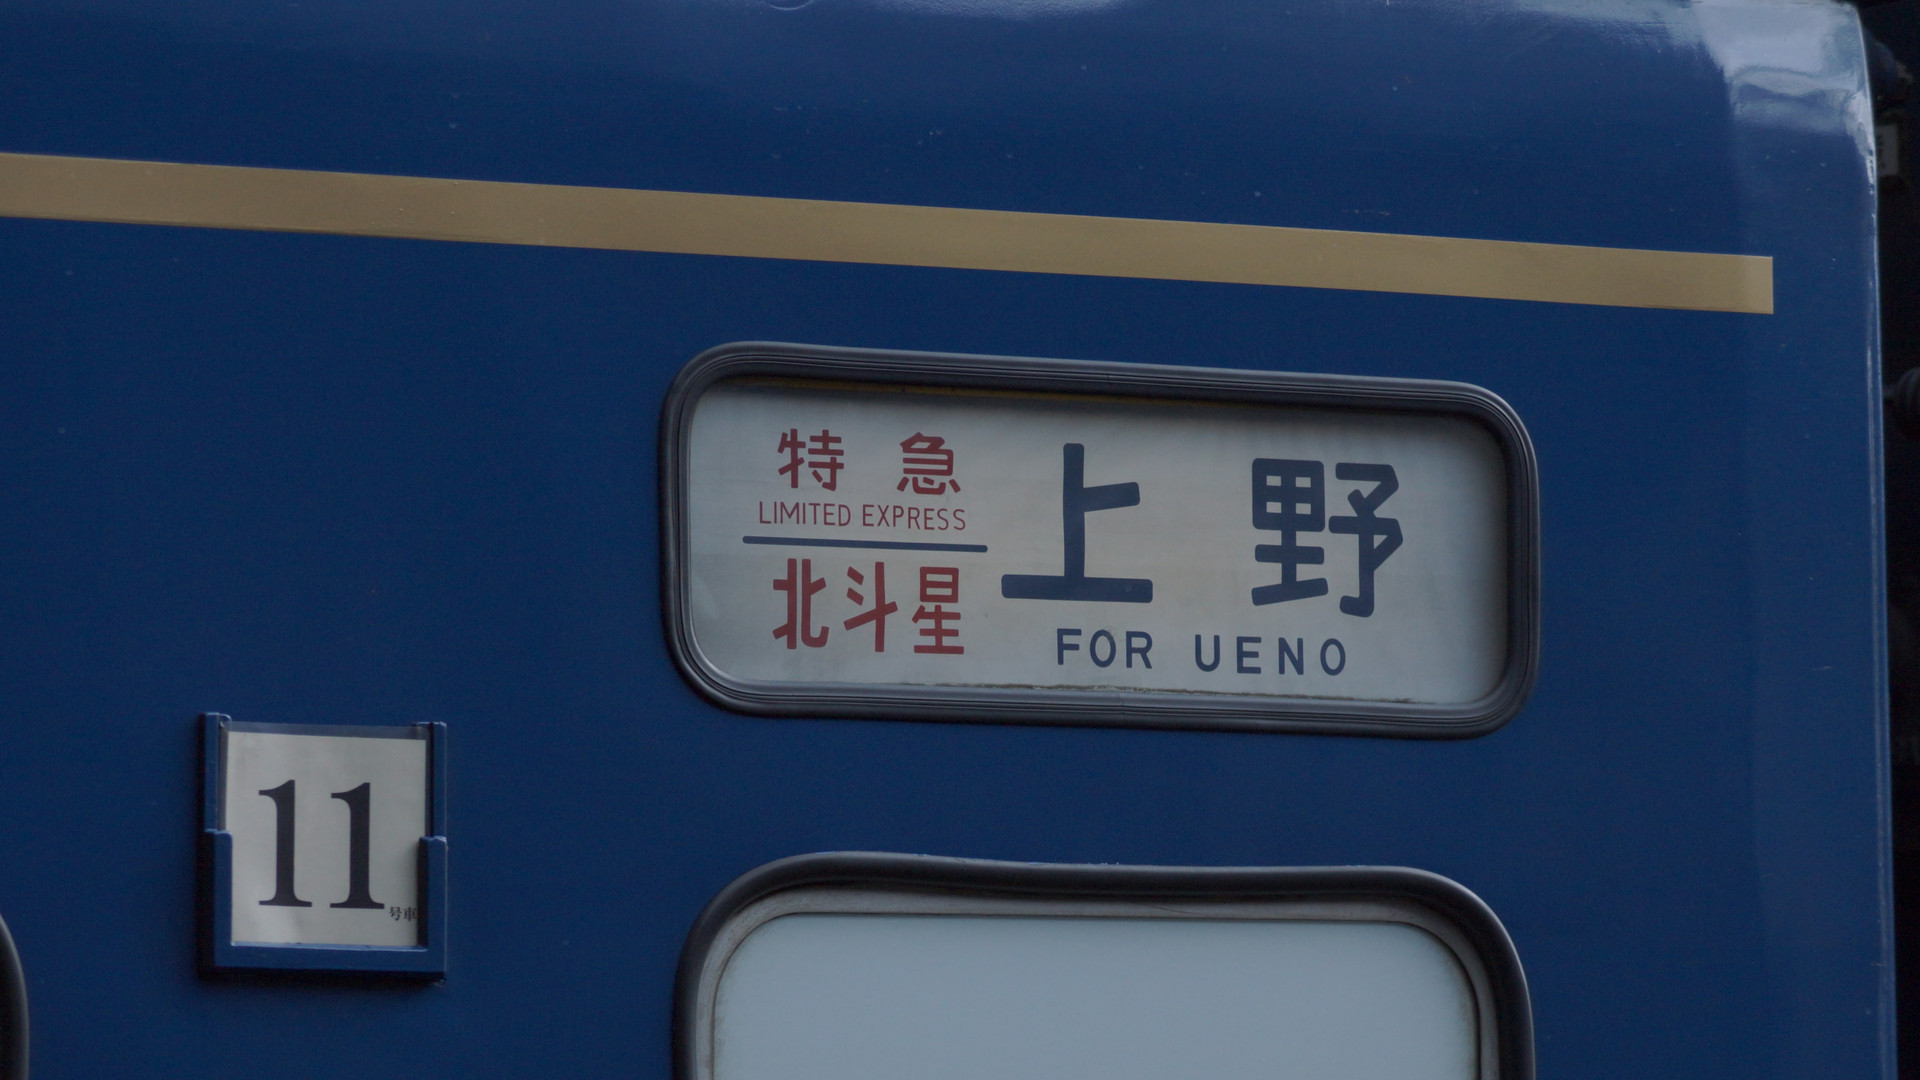 特急
LIMITED EXPRESS
北斗星
上野
FOR UENO
11
号車